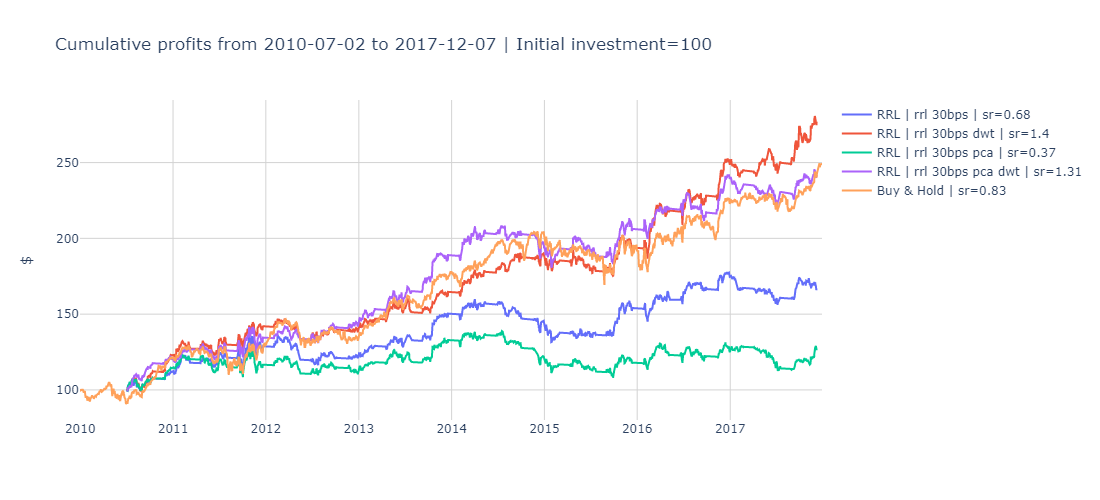 Cumulative profits from 2010-07-02 to 2017-12-07 | Initial investment=100
RRL | rrl 30bps | sr=0.68
RRL | rrl 30bps dwt | sr=1.4
RRL | rrl 30bps pca | sr=0.37
RRL | rrl 30bps pca dwt | sr=1.31
Buy & Hold | sr=0.83
250
200
$
150
100
2010 2011 2012 2013 2014 2015 2016 2017